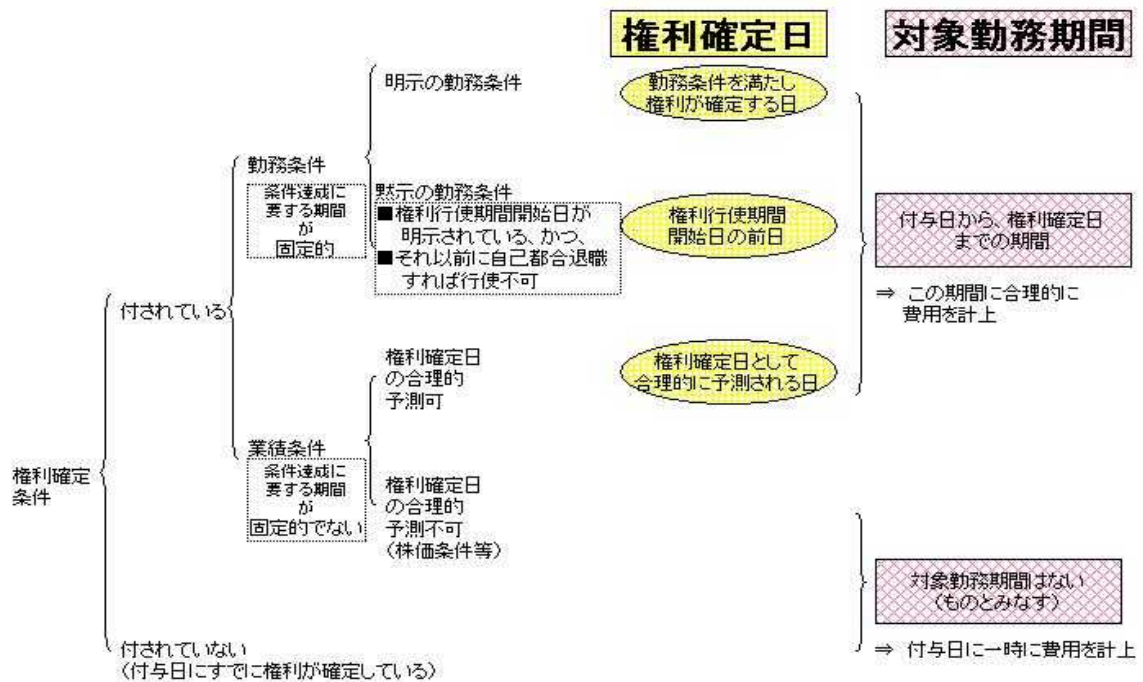 権利確定日
対象勤務期間
明示の勤務条件
勤務条件を満たし
権利が確定する日
勤務条件
条件達成に
要する期間
が
固定的
黙示の勤務条件
■権利行使期間開始日が
明示されている、かつ、
■それ以前に自己都合退職
すれば行使不可
権利行使期間
開始日の前日
付与日から、権利確定日
までの期間
⇒ この期間に合理的に
費用を計上
付されている
権利確定日
の合理的
予測可
権利確定日として
合理的に予測される日
業績条件
条件達成に
要する期間
が
固定的でない
権利確定
条件
権利確定日
の合理的
予測不可
(株価条件等)
対象勤務期間はない
(ものとみなす)
⇒ 付与日に一時に費用を計上
付されていない
(付与日にすでに権利が確定している)